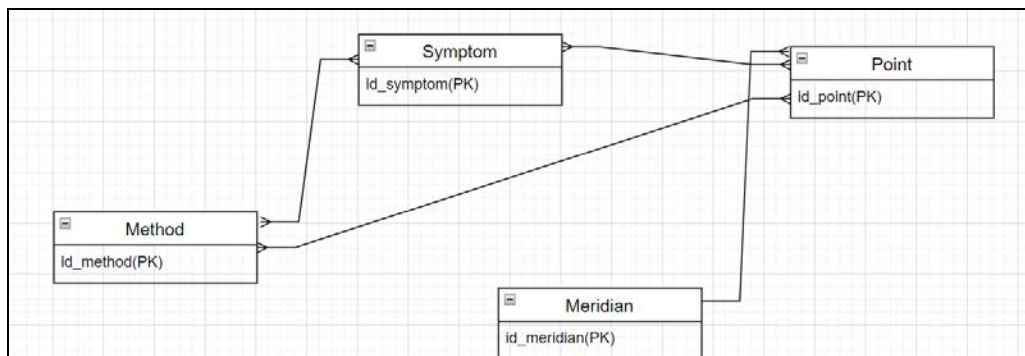 Symptom
Id_symptom(PK)
Point
id_point(PK)
Method
Id_method(PK)
Meridian
id_meridian(PK)